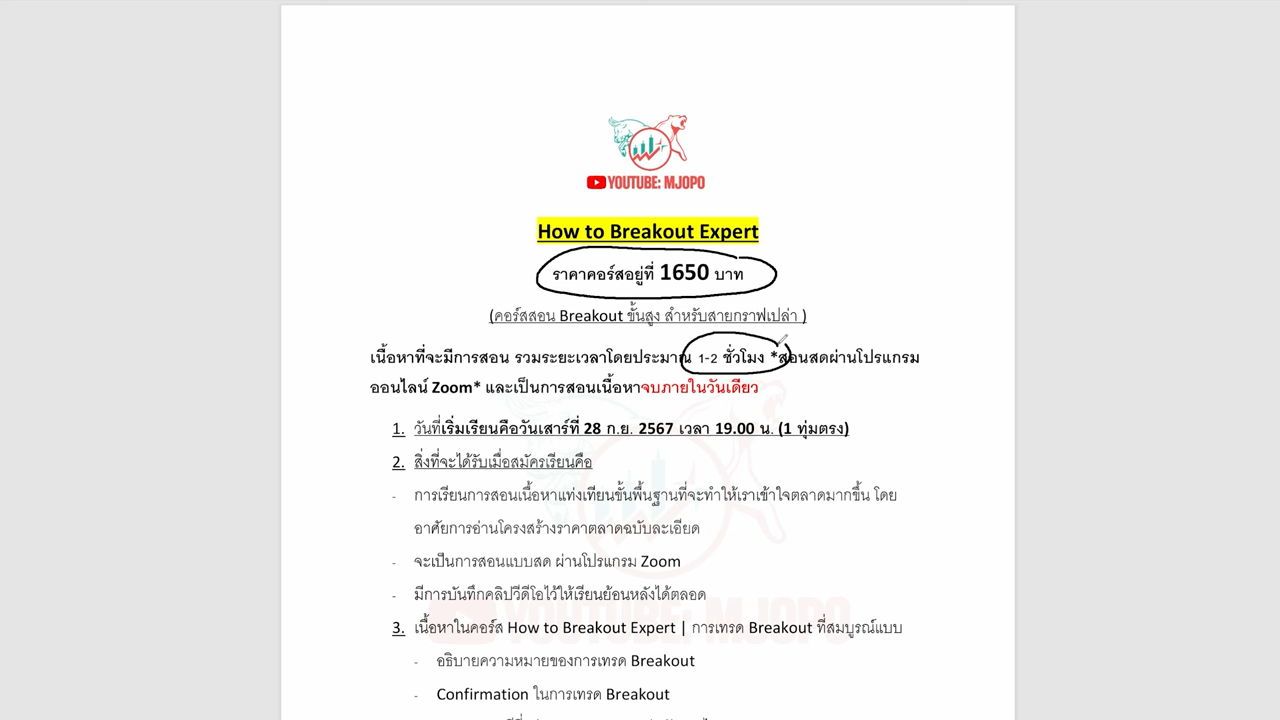 YOUTUBE: MJOPO
How to Breakout Expert
ราคาคอร์สอยู่ที่ 1650 บาท
(คอร์สสอน Breakout ขั้นสูง สำหรับสายกราฟเปล่า )
เนื้อหาที่จะมีการสอน รวมระยะเวลาโดยประมาณ 1-2 ชั่วโมง *สอนสดผ่านโปรแกรม
ออนไลน์ Zoom* และเป็นการสอนเนื้อหาจบภายในวันเดียว
1. วันที่เริ่มเรียนคือวันเสาร์ที่ 28 ก.ย. 2567 เวลา 19.00 น. (1 ทุ่มตรง)
2. สิ่งที่จะได้รับเมื่อสมัครเรียนคือ
- การเรียนการสอนเนื้อหาแท่งเทียนขั้นพื้นฐานที่จะทำให้เราเข้าใจตลาดมากขึ้น โดย
อาศัยการอ่านโครงสร้างราคาตลาดฉบับละเอียด
- จะเป็นการสอนแบบสด ผ่านโปรแกรม Zoom
- มีการบันทึกคลิปวีดีโอไว้ให้เรียนย้อนหลังได้ตลอด
YOUTUBE: MJOPO
3. เนื้อหาในคอร์ส How to Breakout Expert | การเทรด Breakout ที่สมบูรณ์แบบ
- อธิบายความหมายของการเทรด Breakout
- Confirmation ในการเทรด Breakout